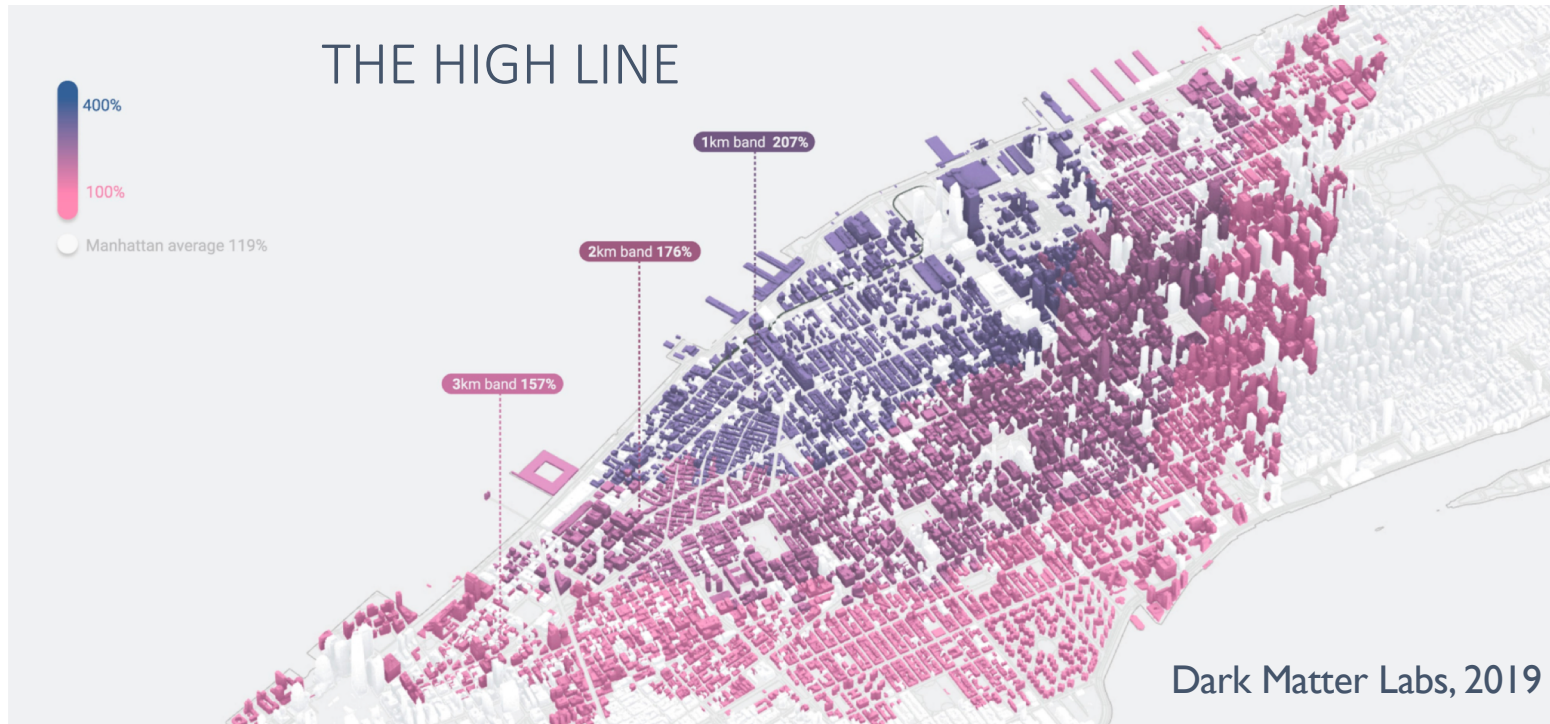 THE HIGH LINE
400%
100%
Manhattan average 119%
1km band 207%
2km band 176%
3km band 157%
Dark Matter Labs, 2019